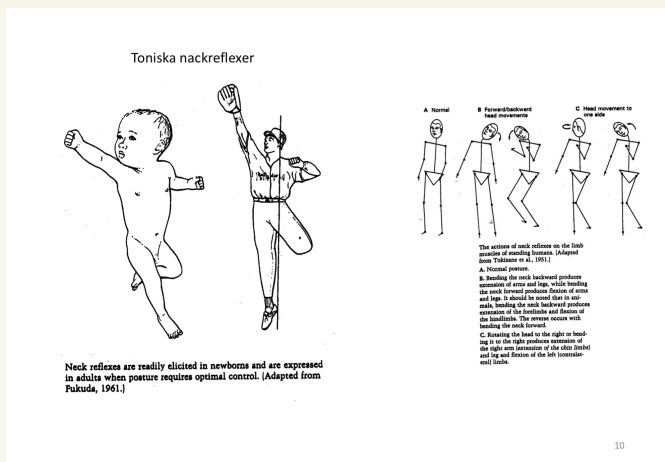 Toniska nackreflexer
Neck reflexes are readily elicited in newborns and are expressed
in adults when posture requires optimal control. (Adapted from
Fukuda, 1961.)
A Normal
B Forward/backward
head movements
C Head movement to
one side
The actions of neck reflexes on the limb
muscles of standing humans. (Adapted
from Tokizane et al., 1951.)
A. Normal posture.
B. Bending the neck backward produces
extension of arms and legs, while bending
the neck forward produces flexion of arms
and legs. It should be noted that in ani-
mals, bending the neck backward produces
extension of the forelimbs and flexion of
the hindlimbs. The reverse occurs with
bending the neck forward.
C. Rotating the head to the right or bend-
ing it to the right produces extension of
the right arm (extension of the chin limbs)
and leg and flexion of the left (contralat-
eral) limbs.
10